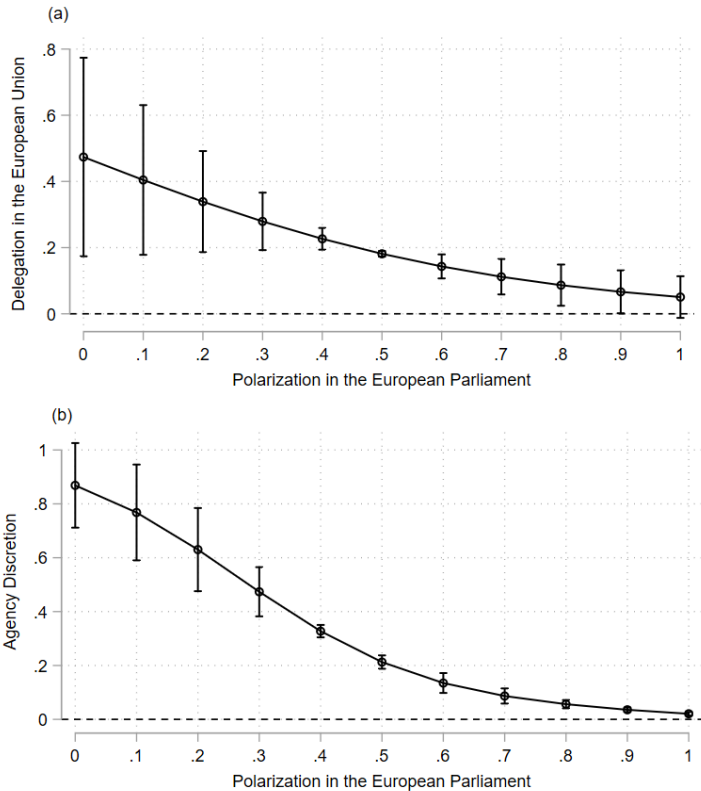 (a)
Delegation in the European Union
.8
.6
.4
.2
0
0 .1 .2 .3 .4 .5 .6 .7 .8 .9 1
Polarization in the European Parliament
(b)
Agency Discretion
1
.8
.6
.4
.2
0
0 .1 .2 .3 .4 .5 .6 .7 .8 .9 1
Polarization in the European Parliament